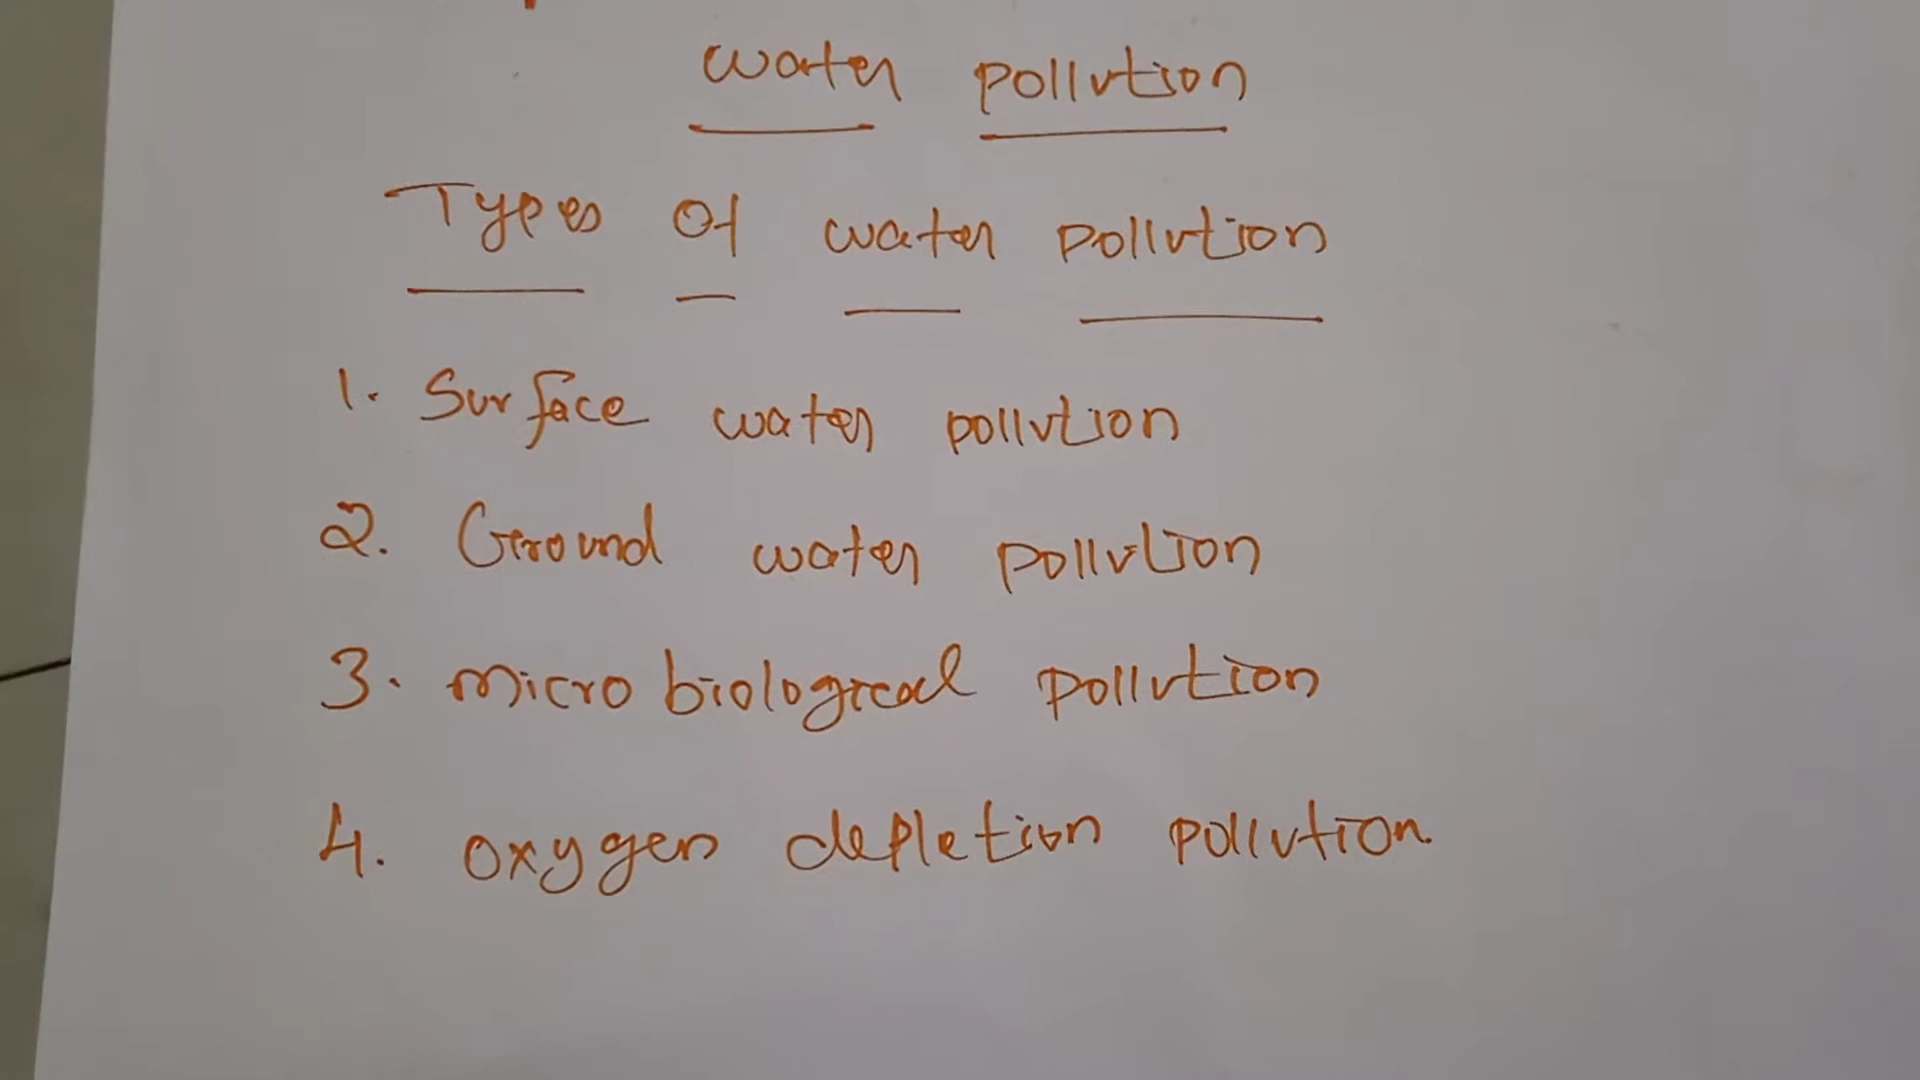 water pollution
Types Of water pollution
1. Surface water pollution
2. Ground water pollution
3. micro biological pollution
4. oxygen depletion pollution